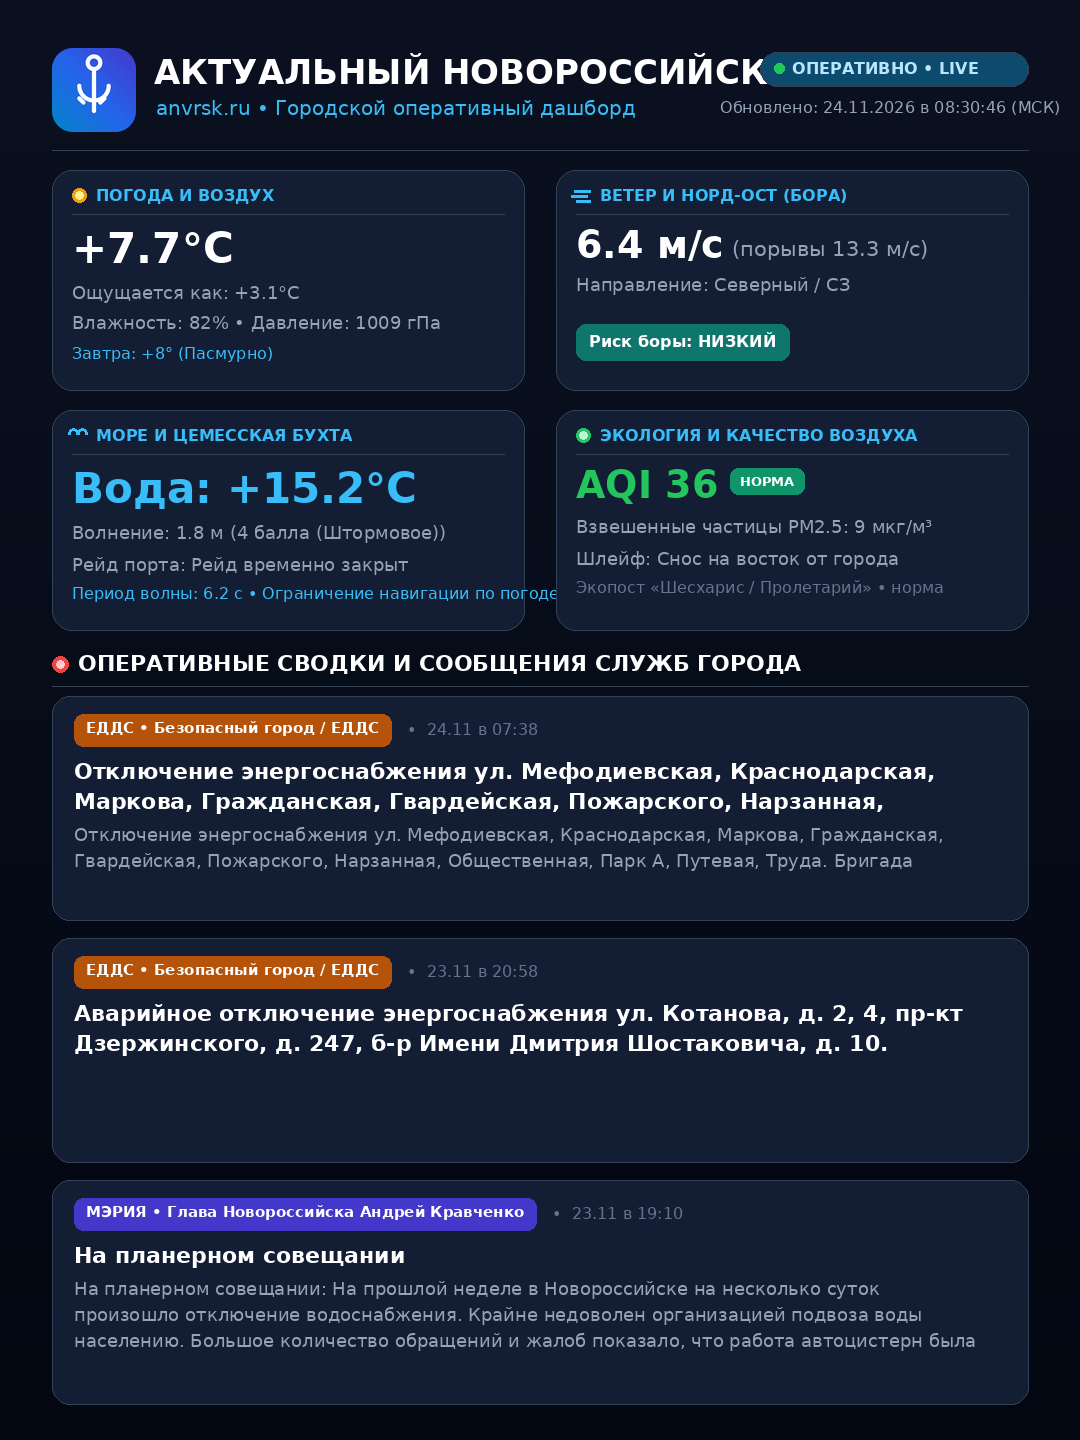 АКТУАЛЬНЫЙ НОВОРОССИЙСК
ОПЕРАТИВНО • LIVE
anvrsk.ru • Городской оперативный дашборд
Обновлено: 24.11.2026 в 08:30:46 (МСК)
ПОГОДА И ВОЗДУХ
+7.7°C
Ощущается как: +3.1°C
Влажность: 82% • Давление: 1009 гПа
Завтра: +8° (Пасмурно)
ВЕТЕР И НОРД-ОСТ (БОРА)
6.4 м/с (порывы 13.3 м/с)
Направление: Северный / СЗ
Риск боры: НИЗКИЙ
МОРЕ И ЦЕМЕССКАЯ БУХТА
Вода: +15.2°C
Волнение: 1.8 м (4 балла (Штормовое))
Рейд порта: Рейд временно закрыт
Период волны: 6.2 с • Ограничение навигации по погоде
ЭКОЛОГИЯ И КАЧЕСТВО ВОЗДУХА
AQI 36 НОРМА
Взвешенные частицы PM2.5: 9 мкг/м³
Шлейф: Снос на восток от города
Экопост «Шесхарис / Пролетарий» • норма
ОПЕРАТИВНЫЕ СВОДКИ И СООБЩЕНИЯ СЛУЖБ ГОРОДА
ЕДДС • Безопасный город / ЕДДС • 24.11 в 07:38
Отключение энергоснабжения ул. Мефодиевская, Краснодарская,
Маркова, Гражданская, Гвардейская, Пожарского, Нарзанная,
Отключение энергоснабжения ул. Мефодиевская, Краснодарская, Маркова, Гражданская,
Гвардейская, Пожарского, Нарзанная, Общественная, Парк А, Путевая, Труда. Бригада
ЕДДС • Безопасный город / ЕДДС • 23.11 в 20:58
Аварийное отключение энергоснабжения ул. Котанова, д. 2, 4, пр-кт
Дзержинского, д. 247, б-р Имени Дмитрия Шостаковича, д. 10.
МЭРИЯ • Глава Новороссийска Андрей Кравченко • 23.11 в 19:10
На планерном совещании
На планерном совещании: На прошлой неделе в Новороссийске на несколько суток
произошло отключение водоснабжения. Крайне недоволен организацией подвоза воды
населению. Большое количество обращений и жалоб показало, что работа автоцистерн была